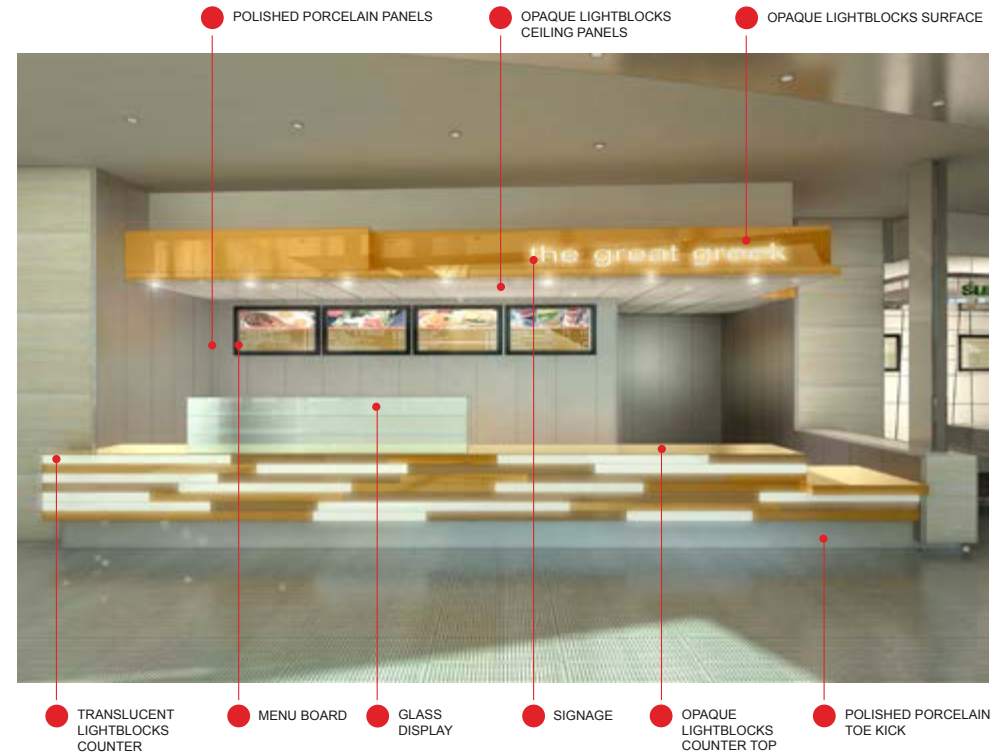 POLISHED PORCELAIN PANELS
OPAQUE LIGHTBLOCKS
CEILING PANELS
OPAQUE LIGHTBLOCKS SURFACE
the great greek
TRANSLUCENT
LIGHTBLOCKS
COUNTER
MENU BOARD
GLASS
DISPLAY
SIGNAGE
OPAQUE
LIGHTBLOCKS
COUNTER TOP
POLISHED PORCELAIN
TOE KICK